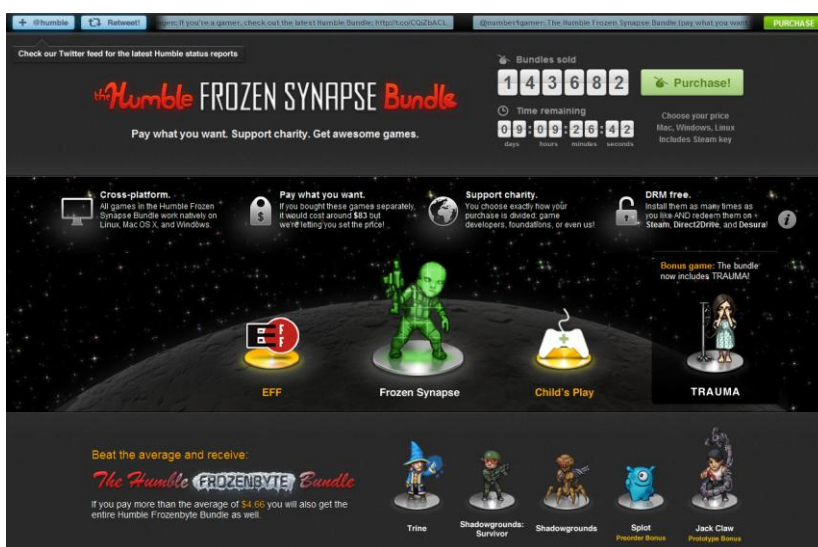 + @humble
Retweet!
gen: If you're a gamer, check out the latest Humble Bundle; http://t.co/CQiZbACL
@number1gamer: The Humble Frozen Synapse Bundle (pay what you want
PURCHASE
Check our Twitter feed for the latest Humble status reports
the Humble FROZEN SYNAPSE Bundle
Pay what you want. Support charity. Get awesome games.
Bundles sold
143682
Purchase!
Time remaining
09:09:26:42
days hours minutes seconds
Choose your price
Mac, Windows, Linux
Includes Steam key
Cross-platform.
All games in the Humble Frozen
Synapse Bundle work natively on
Linux, Mac OS X, and Windows.
Pay what you want.
If you bought these games separately,
it would cost around $83 but
we're letting you set the price!
Support charity.
You choose exactly how your
purchase is divided: game
developers, foundations, or even us!
DRM free.
Install them as many times as
you like AND redeem them on
Steam, Direct2Drive, and Desura!
i
Bonus game: The bundle
now includes TRAUMA!
EFF
EFF
Frozen Synapse
Child's Play
TRAUMA
Beat the average and receive:
The Humble FROZENBYTE Bundle
If you pay more than the average of $4.66 you will also get the
entire Humble Frozenbyte Bundle as well.
Trine
Shadowgrounds:
Survivor
Shadowgrounds
Splot
Preorder Bonus
Jack Claw
Prototype Bonus